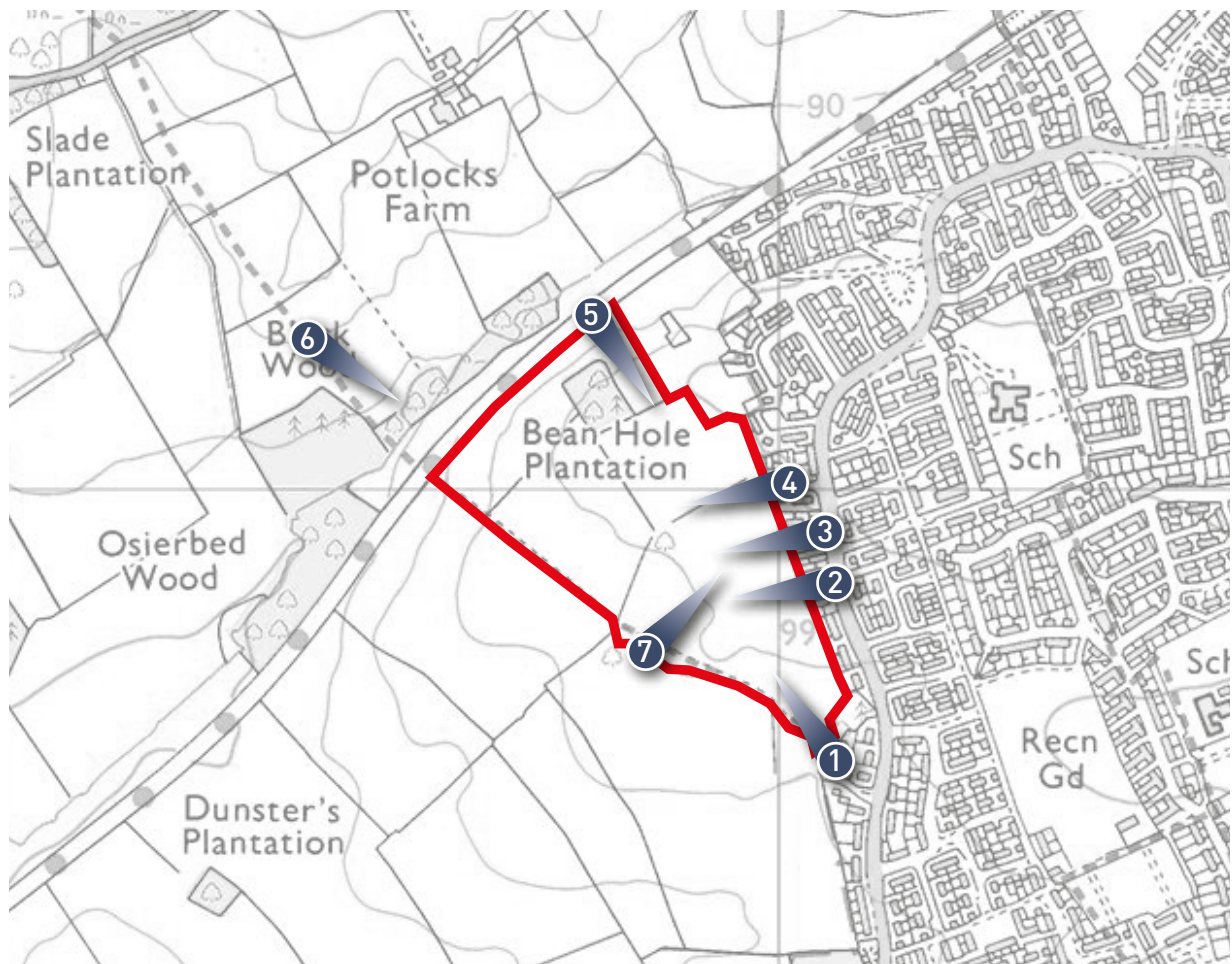 90
Slade
Plantation
Potlocks
Farm
5
6
Wood
Bean Hole
Plantation
Sch
4
3
Osierbed
Wood
2
99
7
Sch
Recn
Gd
1
Dunster's
Plantation